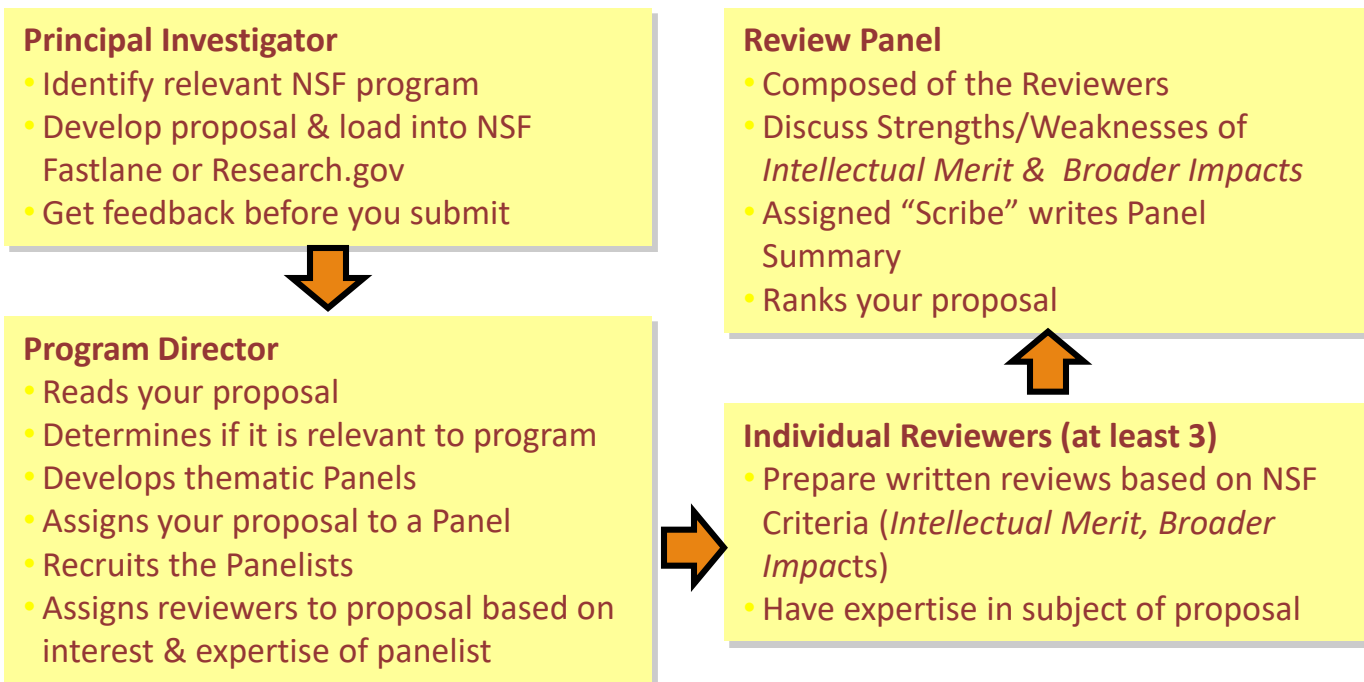 Principal Investigator
• Identify relevant NSF program
• Develop proposal & load into NSF
Fastlane or Research.gov
• Get feedback before you submit
Program Director
• Reads your proposal
• Determines if it is relevant to program
• Develops thematic Panels
• Assigns your proposal to a Panel
• Recruits the Panelists
• Assigns reviewers to proposal based on
interest & expertise of panelist
Individual Reviewers (at least 3)
• Prepare written reviews based on NSF
Criteria (Intellectual Merit, Broader
Impacts)
• Have expertise in subject of proposal
Review Panel
• Composed of the Reviewers
• Discuss Strengths/Weaknesses of
Intellectual Merit & Broader Impacts
• Assigned “Scribe” writes Panel
Summary
• Ranks your proposal